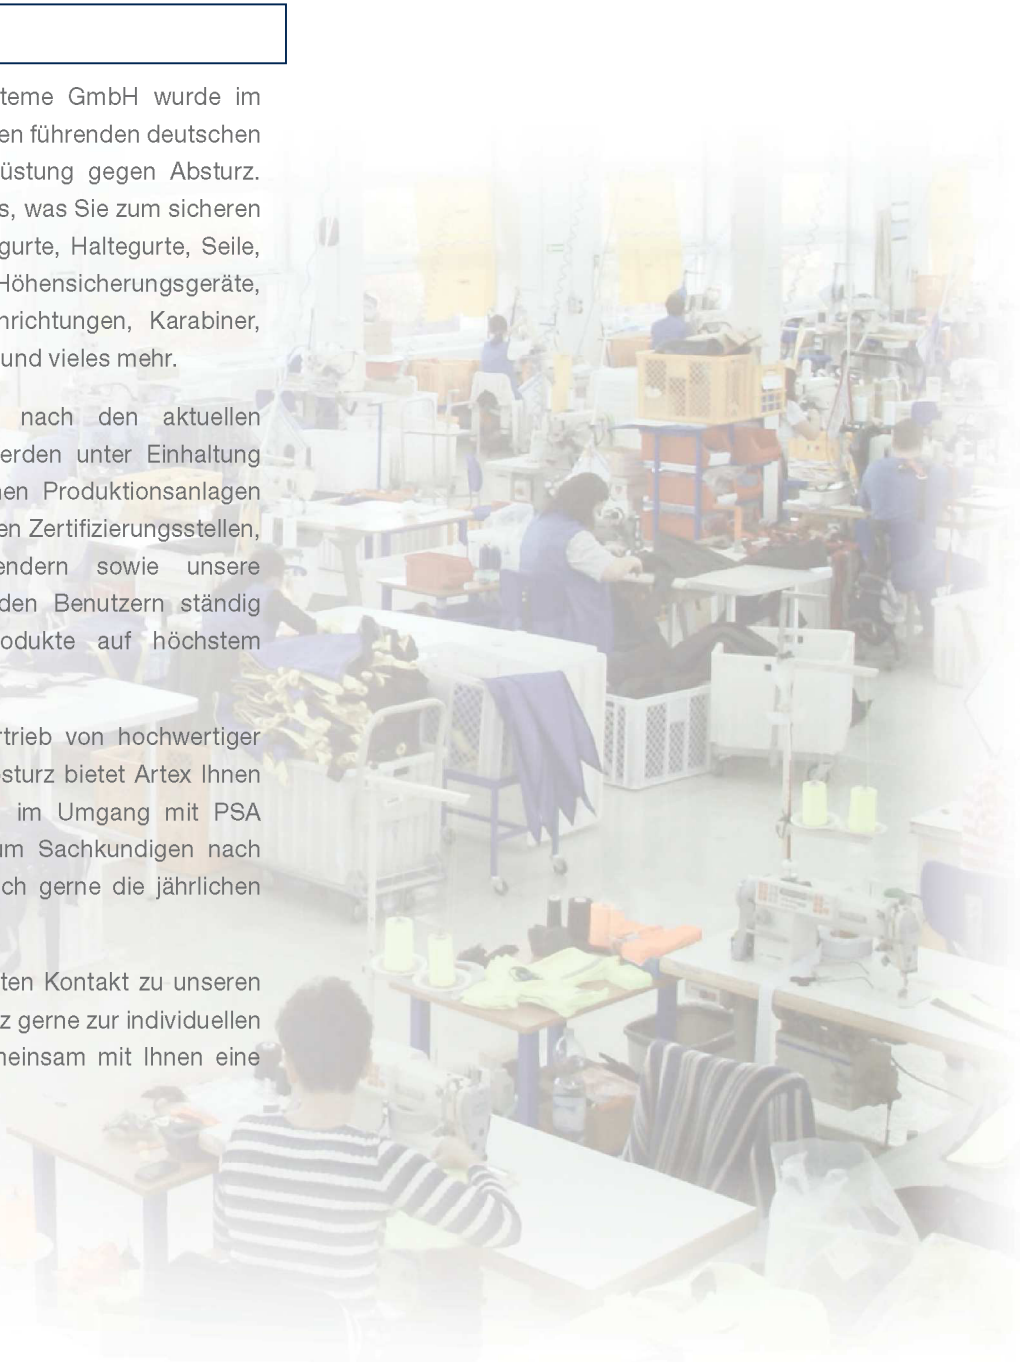 teme GmbH wurde im
en führenden deutschen
üstung gegen Absturz.
s, was Sie zum sicheren
gurte, Haltegurte, Seile,
Höhensicherungsgeräte,
nrichtungen, Karabiner,
und vieles mehr.
nach den aktuellen
erden unter Einhaltung
en Produktionsanlagen
en Zertifizierungsstellen,
endern sowie unsere
den Benutzern ständig
odukte auf höchstem
rtrieb von hochwertiger
sturz bietet Artex Ihnen
im Umgang mit PSA
um Sachkundigen nach
ch gerne die jährlichen
ten Kontakt zu unseren
z gerne zur individuellen
meinsam mit Ihnen eine